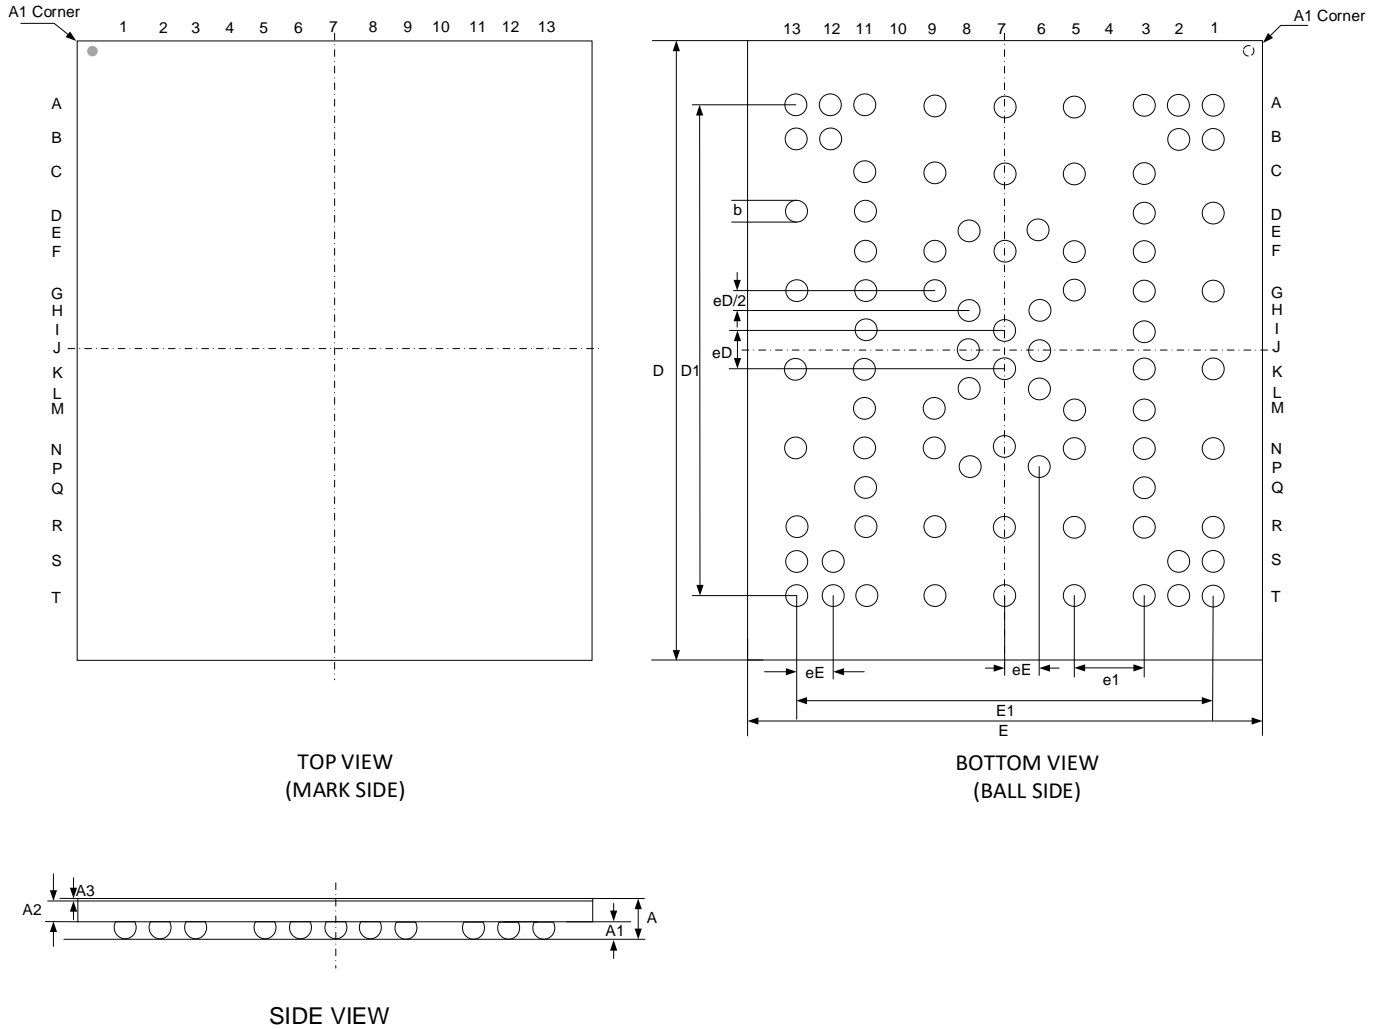 A1 Corner
1 2 3 4 5 6 7 8 9 10 11 12 13
A
B
C
D
E
F
G
H
I
J
K
L
M
N
P
Q
R
S
T
TOP VIEW
(MARK SIDE)
A1 Corner
13 12 11 10 9 8 7 6 5 4 3 2 1
A
B
C
D
E
F
G
H
I
J
K
L
M
N
P
Q
R
S
T
b
eD/2
eD
D
D1
eE
eE
e1
E1
E
BOTTOM VIEW
(BALL SIDE)
A3
A2
A
A1
SIDE VIEW